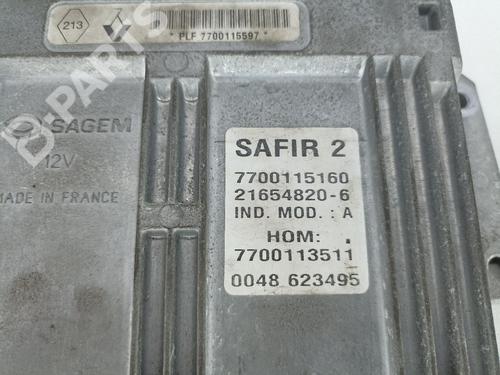 213
* PLF 7700115597 *
SAGEM
12V
MADE IN FRANCE
SAFIR 2
7700115160
21654820-6
IND. MOD. : A
HOM: .
7700113511
0048 623495
B-PARTS